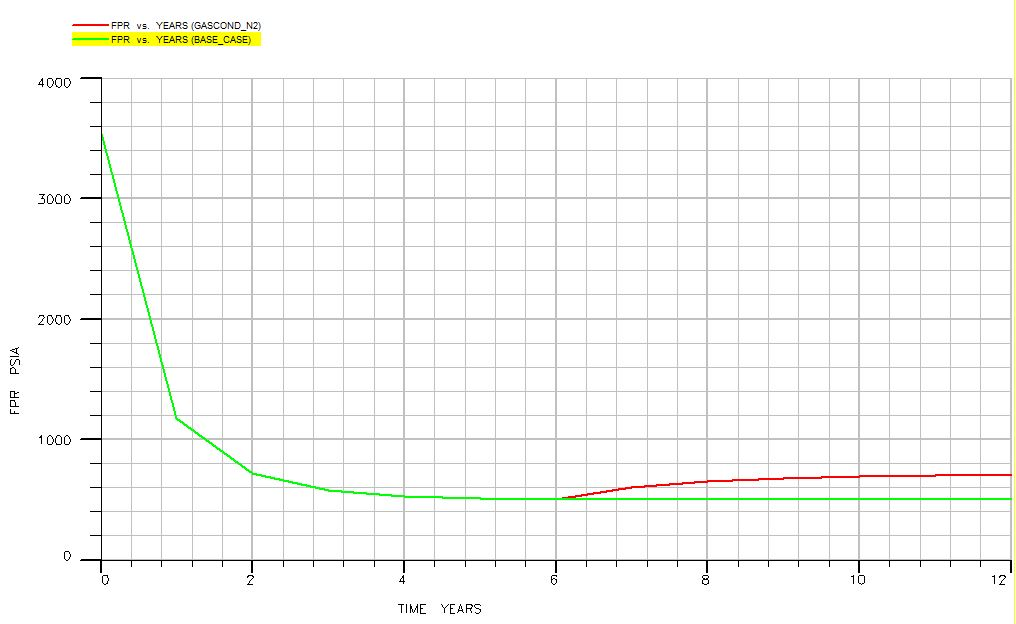 FPR vs. YEARS (GASCOND_N2)
FPR vs. YEARS (BASE_CASE)
4000
3000
2000
1000
0
FPR PSIA
0 2 4 6 8 10 12
TIME YEARS